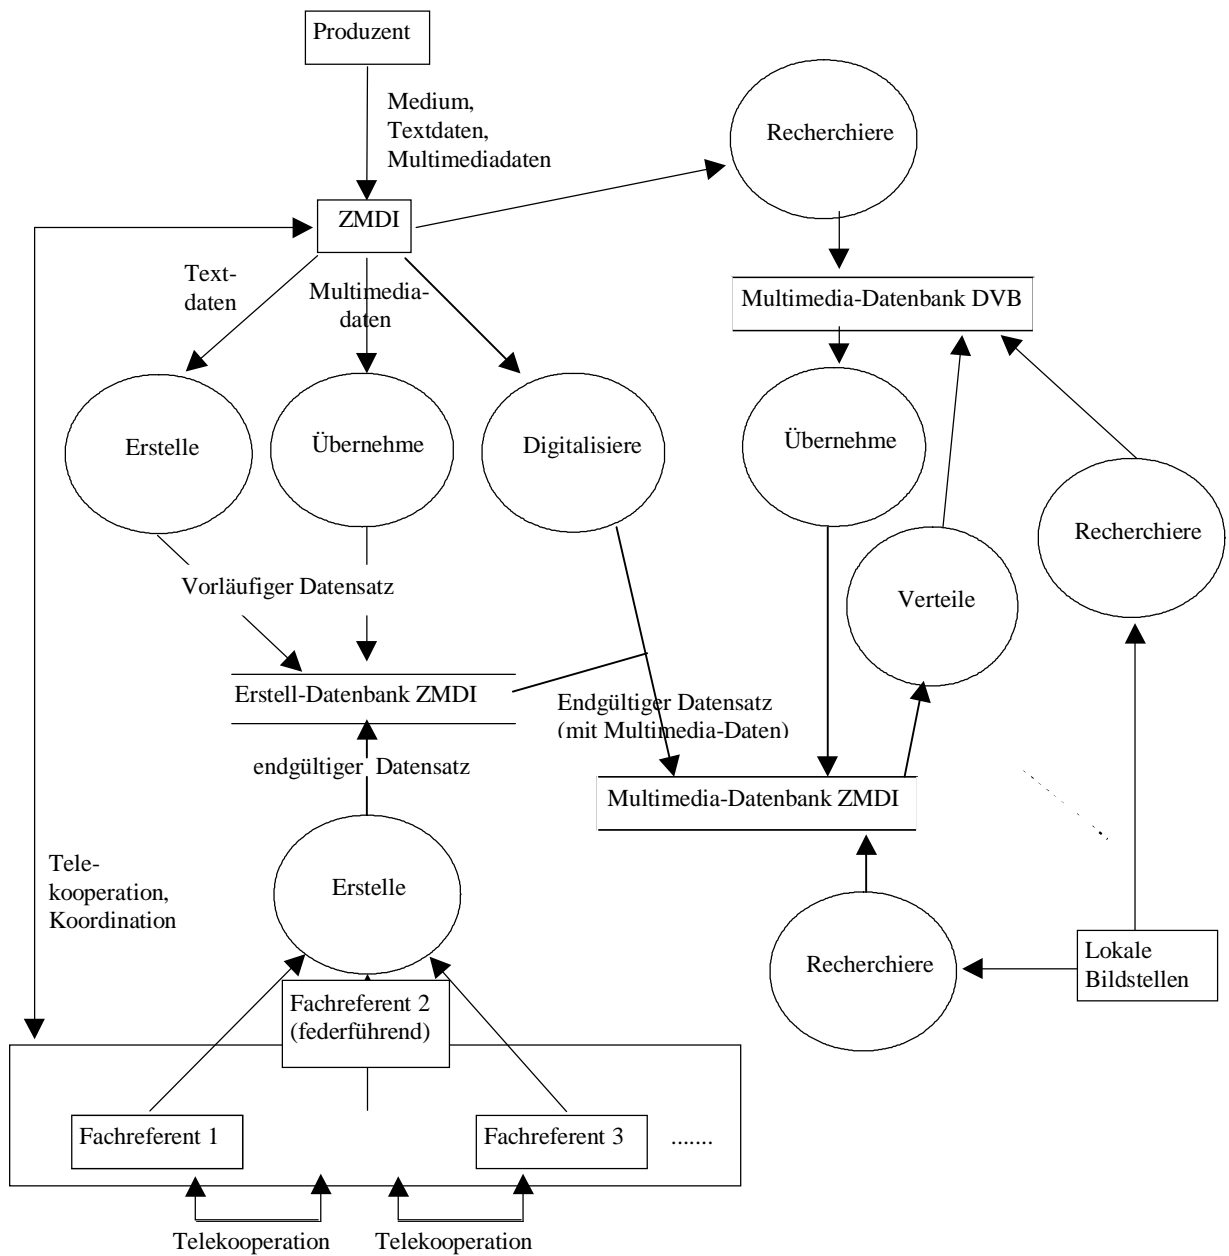 Produzent
Medium,
Textdaten,
Multimediadaten
Recherchiere
ZMDI
Text-
daten
Multimedia-
daten
Multimedia-Datenbank DVB
Erstelle
Übernehme
Digitalisiere
Übernehme
Recherchiere
Vorläufiger Datensatz
Verteile
Erstell-Datenbank ZMDI
Endgültiger Datensatz
(mit Multimedia-Daten)
endgültiger Datensatz
Multimedia-Datenbank ZMDI
Tele-
kooperation,
Koordination
Erstelle
Recherchiere
Lokale
Bildstellen
Fachreferent 2
(federführend)
Fachreferent 1
Fachreferent 3
.......
Telekooperation
Telekooperation